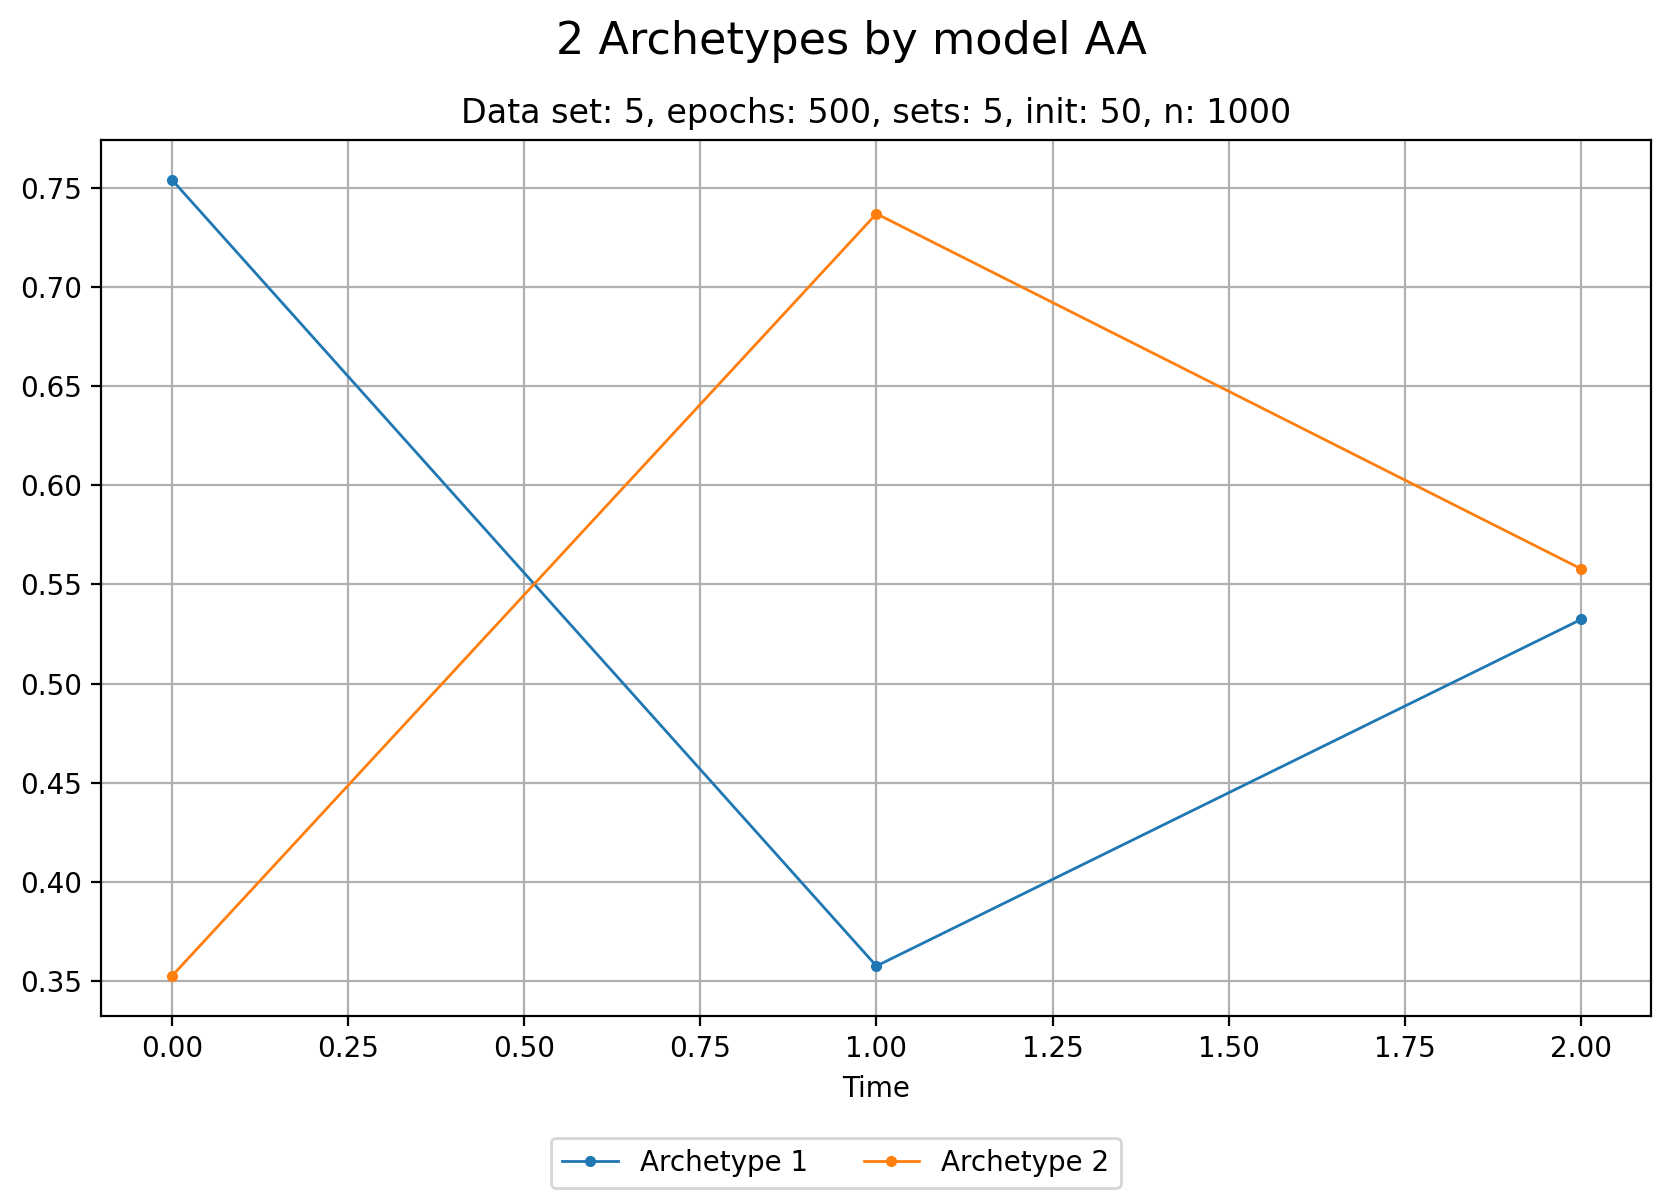 2 Archetypes by model AA
Data set: 5, epochs: 500, sets: 5, init: 50, n: 1000
0.75
0.70
0.65
0.60
0.55
0.50
0.45
0.40
0.35
0.00 0.25 0.50 0.75 1.00 1.25 1.50 1.75 2.00
Time
Archetype 1 Archetype 2